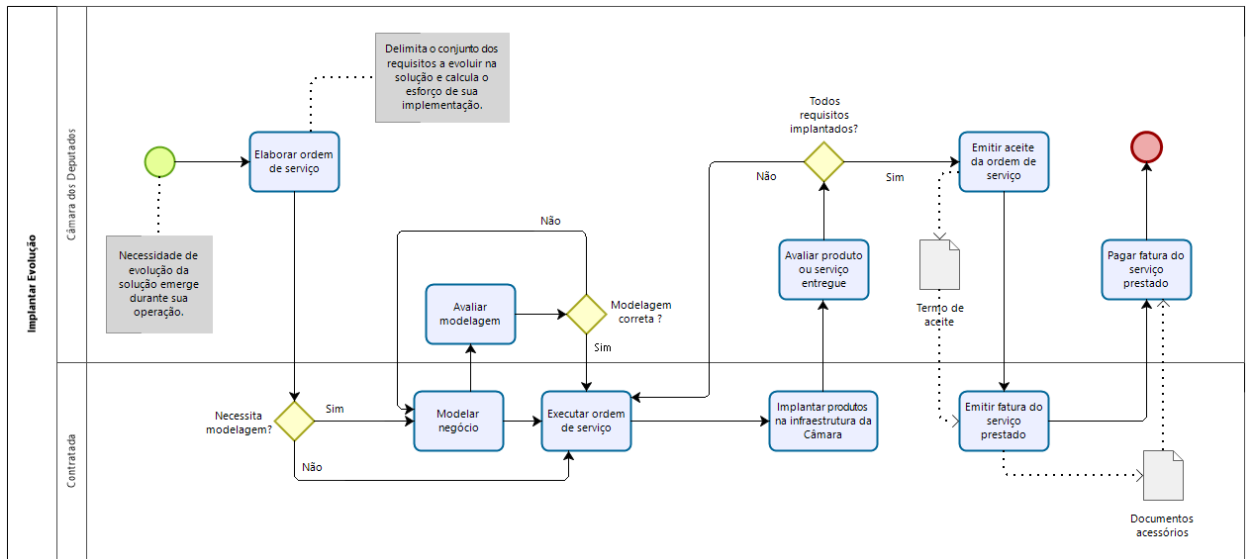 Implantar Evolução
Câmara dos Deputados
Contratada
Delimita o conjunto dos
requisitos a evoluir na
solução e calcula o
esforço de sua
implementação.
Elaborar ordem
de serviço
Necessidade de
evolução da
solução emerge
durante sua
operação.
Não
Avaliar
modelagem
Modelagem
correta ?
Sim
Todos
requisitos
implantados?
Não
Sim
Emitir aceite
da ordem de
serviço
Avaliar produto
ou serviço
entregue
Termo de
aceite
Pagar fatura do
serviço
prestado
Necessita
modelagem?
Sim
Não
Modelar
negócio
Executar ordem
de serviço
Implantar produtos
na infraestrutura da
Câmara
Emitir fatura do
serviço
prestado
Documentos
acessórios